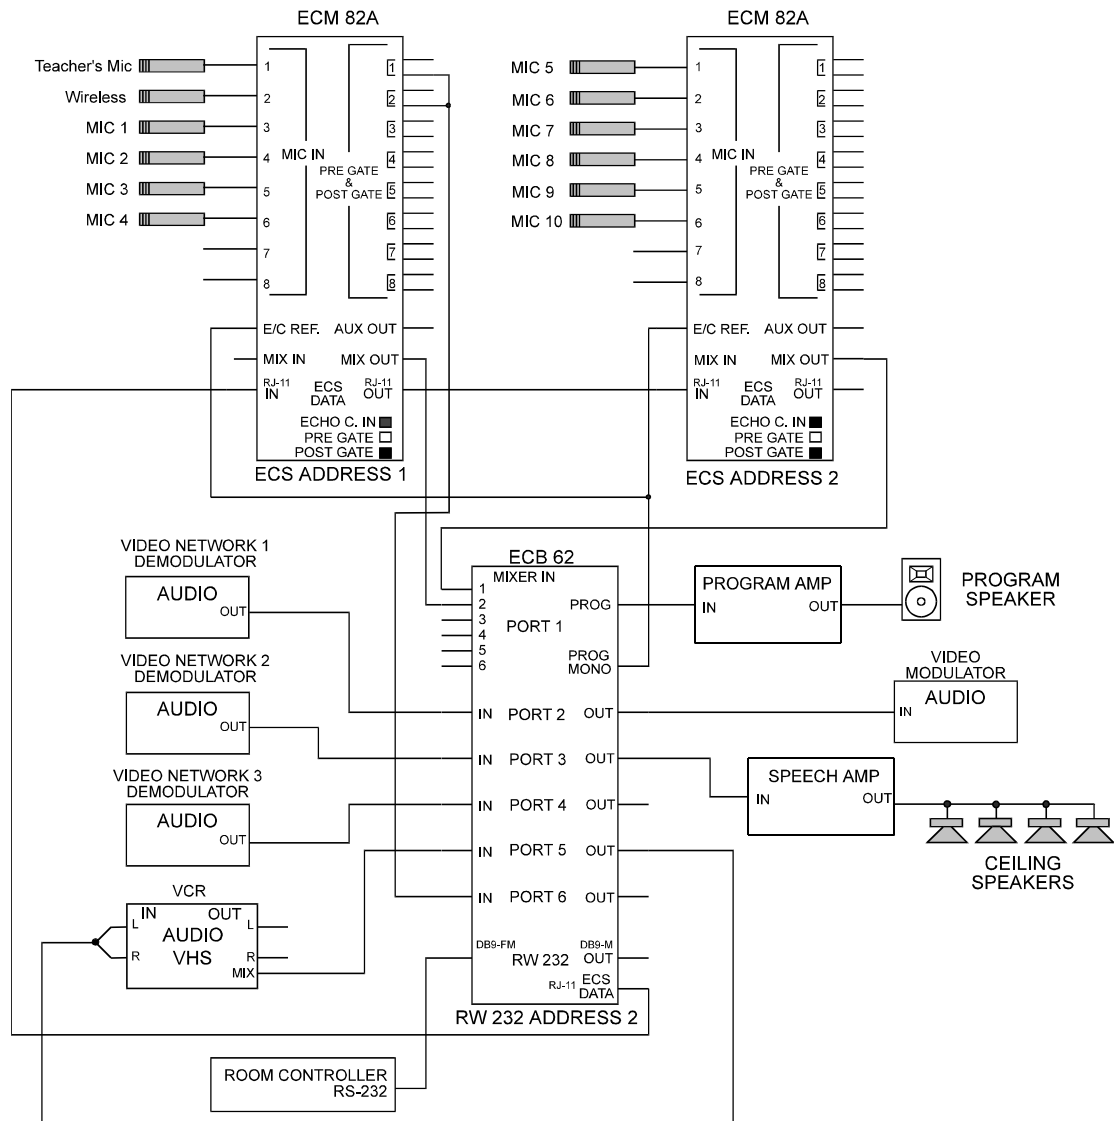 ECM 82A
Teacher's Mic
Wireless
MIC 1
MIC 2
MIC 3
MIC 4
1
2
3
4
5
6
7
8
MIC IN
PRE GATE
&
POST GATE
1
2
3
4
5
6
7
8
E/C REF.
AUX OUT
MIX IN
MIX OUT
RJ-11
IN
ECS
DATA
RJ-11
OUT
ECHO C. IN
PRE GATE
POST GATE
ECS ADDRESS 1
ECM 82A
MIC 5
MIC 6
MIC 7
MIC 8
MIC 9
MIC 10
1
2
3
4
5
6
7
8
MIC IN
PRE GATE
&
POST GATE
1
2
3
4
5
6
7
8
E/C REF.
AUX OUT
MIX IN
MIX OUT
RJ-11
IN
ECS
DATA
RJ-11
OUT
ECHO C. IN
PRE GATE
POST GATE
ECS ADDRESS 2
VIDEO NETWORK 1
DEMODULATOR
AUDIO
OUT
VIDEO NETWORK 2
DEMODULATOR
AUDIO
OUT
VIDEO NETWORK 3
DEMODULATOR
AUDIO
OUT
VCR
IN
OUT
L
L
AUDIO
R
R
VHS
MIX
ECB 62
MIXER IN
1
2
3
4
5
6
PORT 1
PROG
PROG
MONO
IN PORT 2 OUT
IN PORT 3 OUT
IN PORT 4 OUT
IN PORT 5 OUT
IN PORT 6 OUT
DB9-FM
RW 232
DB9-M
OUT
RJ-11
ECS
DATA
RW 232 ADDRESS 2
PROGRAM AMP
IN
OUT
PROGRAM
SPEAKER
VIDEO
MODULATOR
AUDIO
IN
SPEECH AMP
IN
OUT
CEILING
SPEAKERS
ROOM CONTROLLER
RS-232